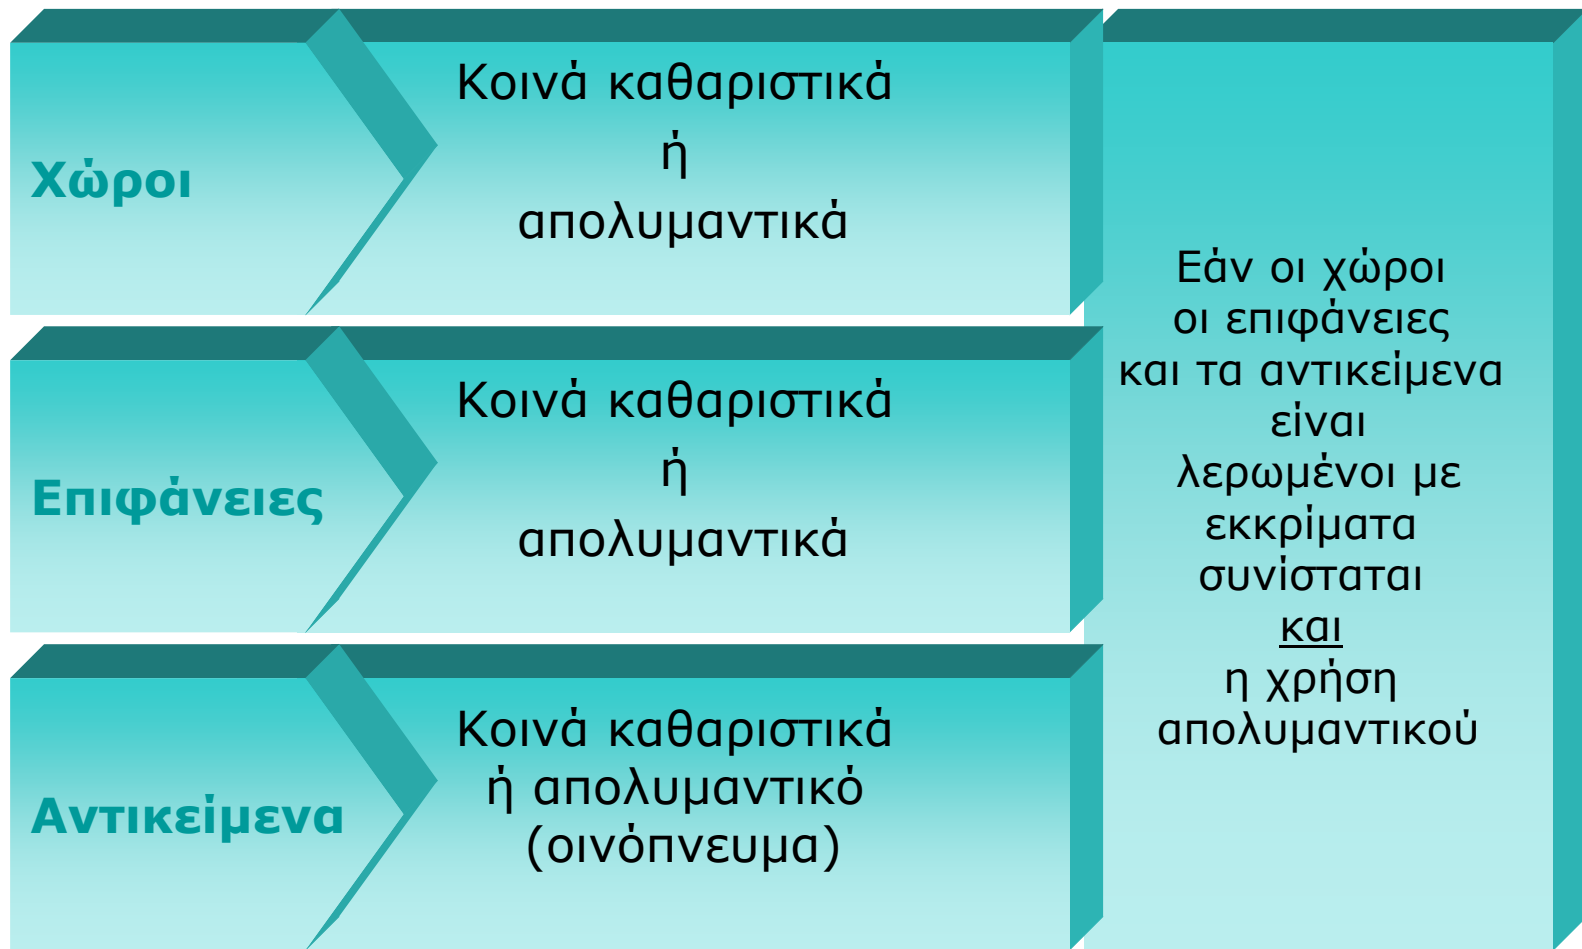 Χώροι
Κοινά καθαριστικά
ή
απολυμαντικά
Επιφάνειες
Κοινά καθαριστικά
ή
απολυμαντικά
Αντικείμενα
Κοινά καθαριστικά
ή απολυμαντικό
(οινόπνευμα)
Εάν οι χώροι
οι επιφάνειες
και τα αντικείμενα
είναι
λερωμένοι με
εκκρίματα
συνίσταται
και
η χρήση
απολυμαντικού